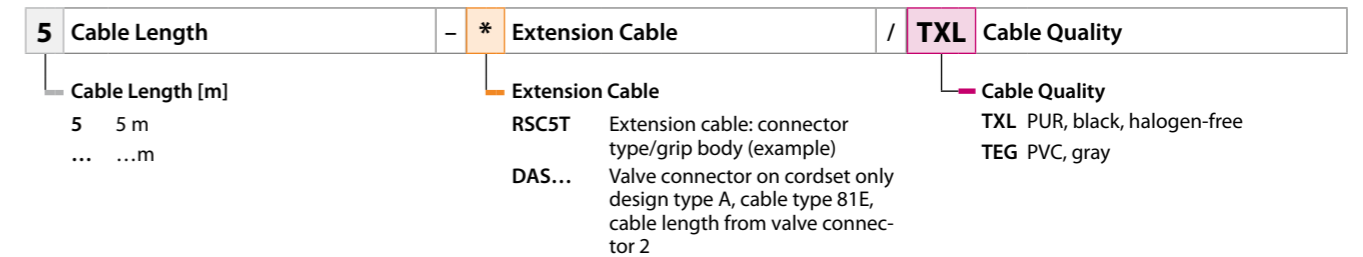 5 Cable Length – * Extension Cable / TXL Cable Quality
Cable Length [m]
5 5 m
... ...m
Extension Cable
RSC5T Extension cable: connector
type/grip body (example)
DAS... Valve connector on cordset only
design type A, cable type 81E,
cable length from valve connec-
tor 2
Cable Quality
TXL PUR, black, halogen-free
TEG PVC, gray